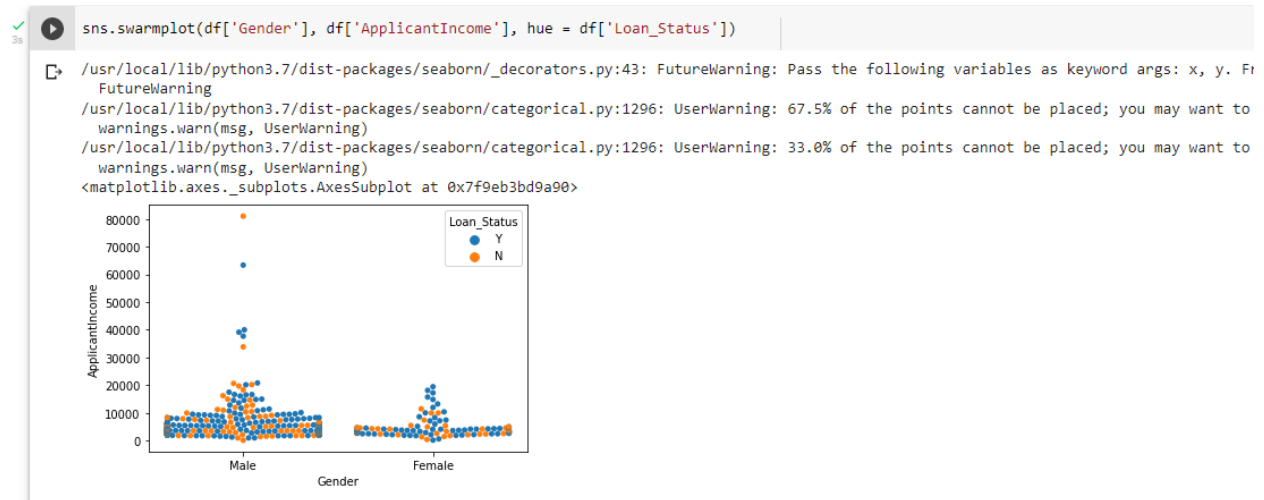 sns.swarmplot(df['Gender'], df['ApplicantIncome'], hue = df['Loan_Status'])
3s
/usr/local/lib/python3.7/dist-packages/seaborn/_decorators.py:43: FutureWarning: Pass the following variables as keyword args: x, y.
FutureWarning
/usr/local/lib/python3.7/dist-packages/seaborn/categorical.py:1296: UserWarning: 67.5% of the points cannot be placed; you may want to
warnings.warn(msg, UserWarning)
/usr/local/lib/python3.7/dist-packages/seaborn/categorical.py:1296: UserWarning: 33.0% of the points cannot be placed; you may want to
warnings.warn(msg, UserWarning)
<matplotlib.axes._subplots.AxesSubplot at 0x7f9eb3bd9a90>
Loan_Status
Y
N
80000
70000
60000
50000
40000
30000
20000
10000
0
ApplicantIncome
Male
Female
Gender